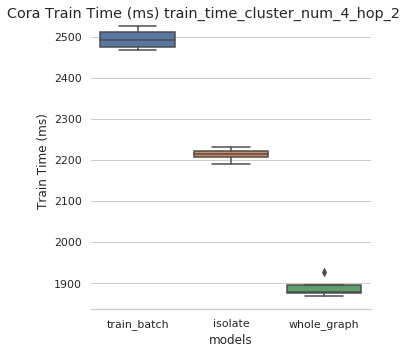 Cora Train Time (ms) train_time_cluster_num_4_hop_2
2500
2400
2300
2200
2100
2000
1900
Train Time (ms)
train_batch isolate whole_graph
models